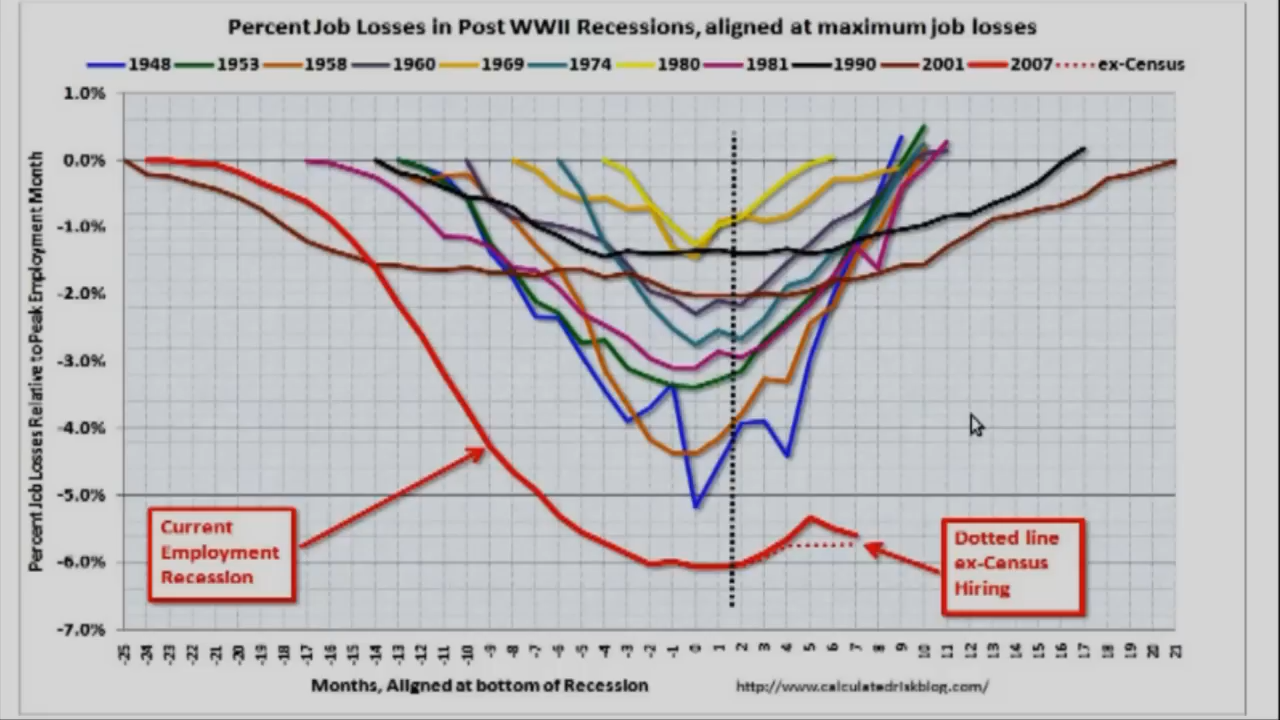 Percent Job Losses in Post WWII Recessions, aligned at maximum job losses
1948 1953 1958 1960 1969 1974 1980 1981 1990 2001 2007 ex-Census
Percent Job Losses Relative to Peak Employment Month
1.0%
0.0%
-1.0%
-2.0%
-3.0%
-4.0%
-5.0%
-6.0%
-7.0%
Current
Employment
Recession
Dotted line
ex-Census
Hiring
-25 -24 -23 -22 -21 -20 -19 -18 -17 -16 -15 -14 -13 -12 -11 -10 -9 -8 -7 -6 -5 -4 -3 -2 -1 0 1 2 3 4 5 6 7 8 9 10 11 12 13 14 15 16 17 18 19 20 21
Months, Aligned at bottom of Recession
http://www.calculatedriskblog.com/